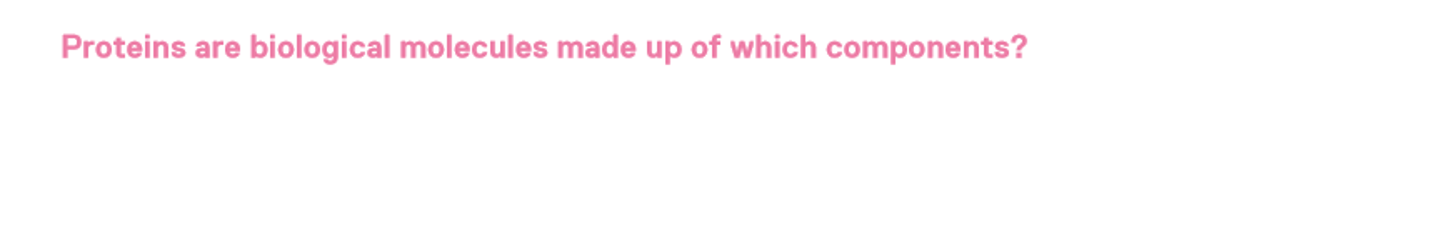 Proteins are biological molecules made up of which components?